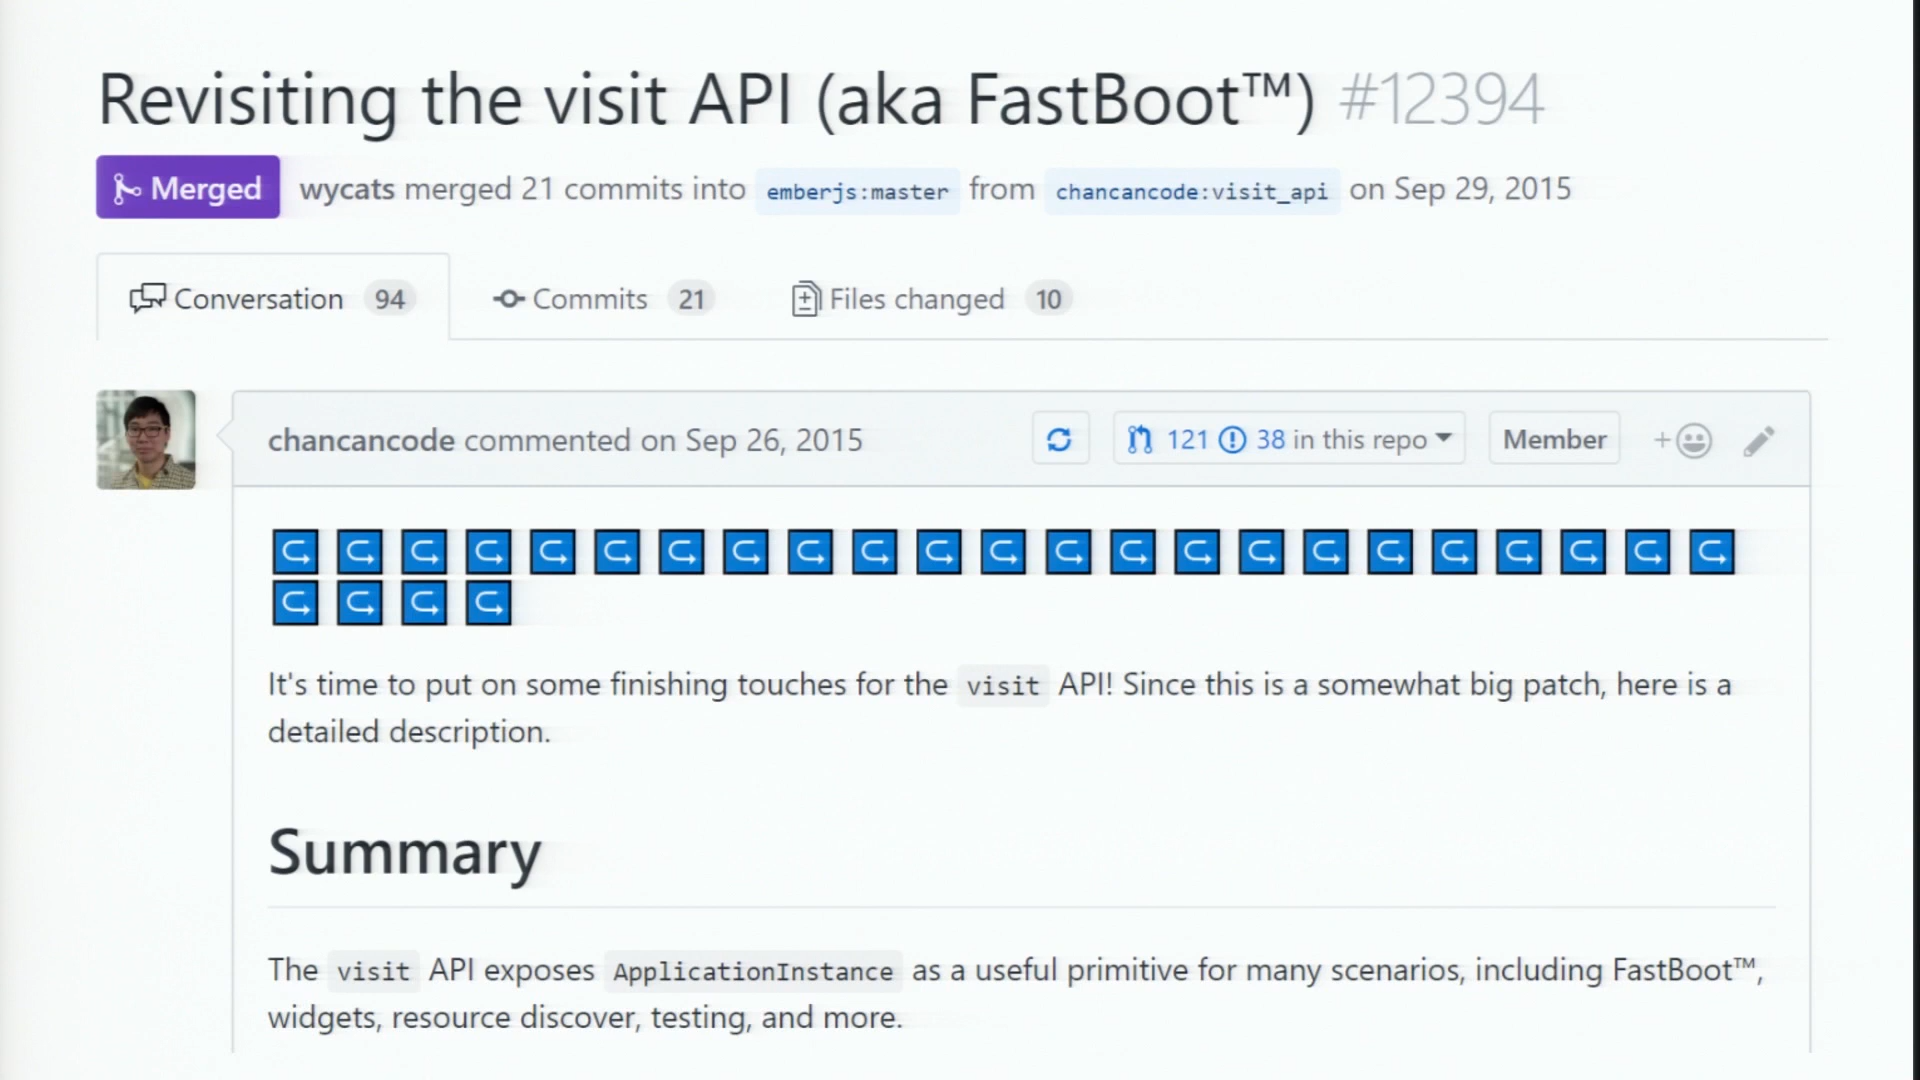 Revisiting the visit API (aka FastBoot™) #12394
Merged wycats merged 21 commits into emberjs:master from chancancode:visit_api on Sep 29, 2015
Conversation 94 Commits 21 Files changed 10
chancancode commented on Sep 26, 2015 121 38 in this repo Member
It's time to put on some finishing touches for the visit API! Since this is a somewhat big patch, here is a
detailed description.
Summary
The visit API exposes ApplicationInstance as a useful primitive for many scenarios, including FastBoot™,
widgets, resource discover, testing, and more.